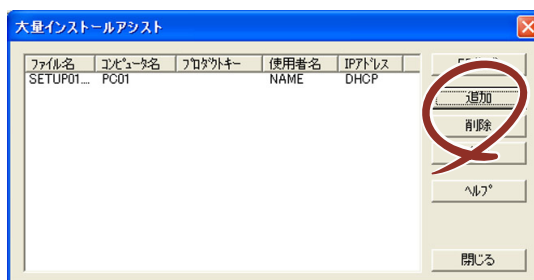 大量インストールアシスト
ファイル名 コンピュータ名 プロダクトキー 使用者名 IPアドレス
SETUP01... PC01 NAME DHCP
追加
削除
ヘルプ
閉じる